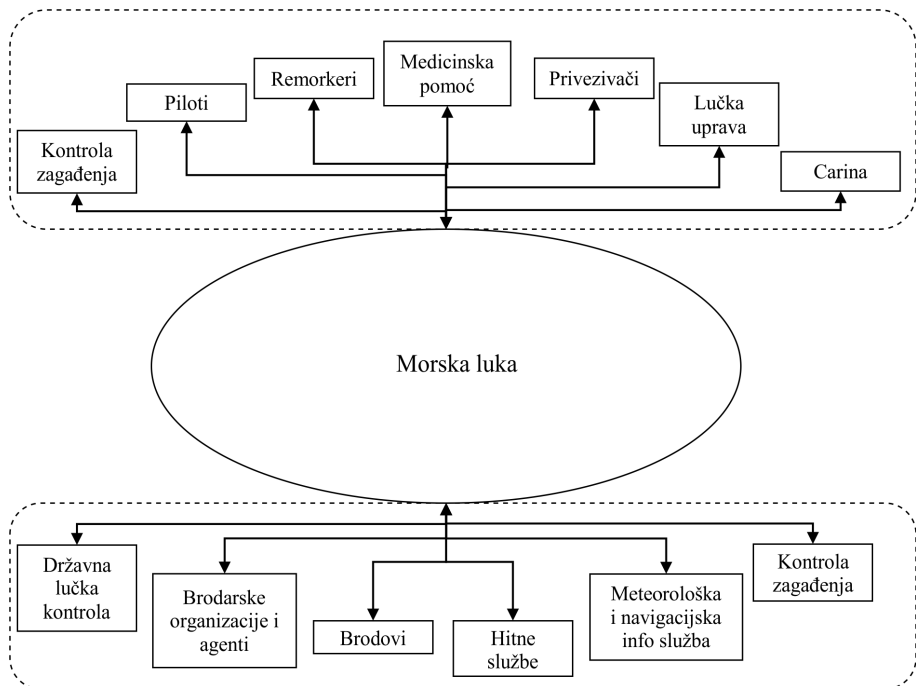 Medicinska
pomoć
Remorkeri
Privezivači
Piloti
Lučka
uprava
Kontrola
zagađenja
Carina
Morska luka
Državna
lučka
kontrola
Brodarske
organizacije i
agenti
Brodovi
Hitne
službe
Meteorološka
i navigacijska
info služba
Kontrola
zagađenja